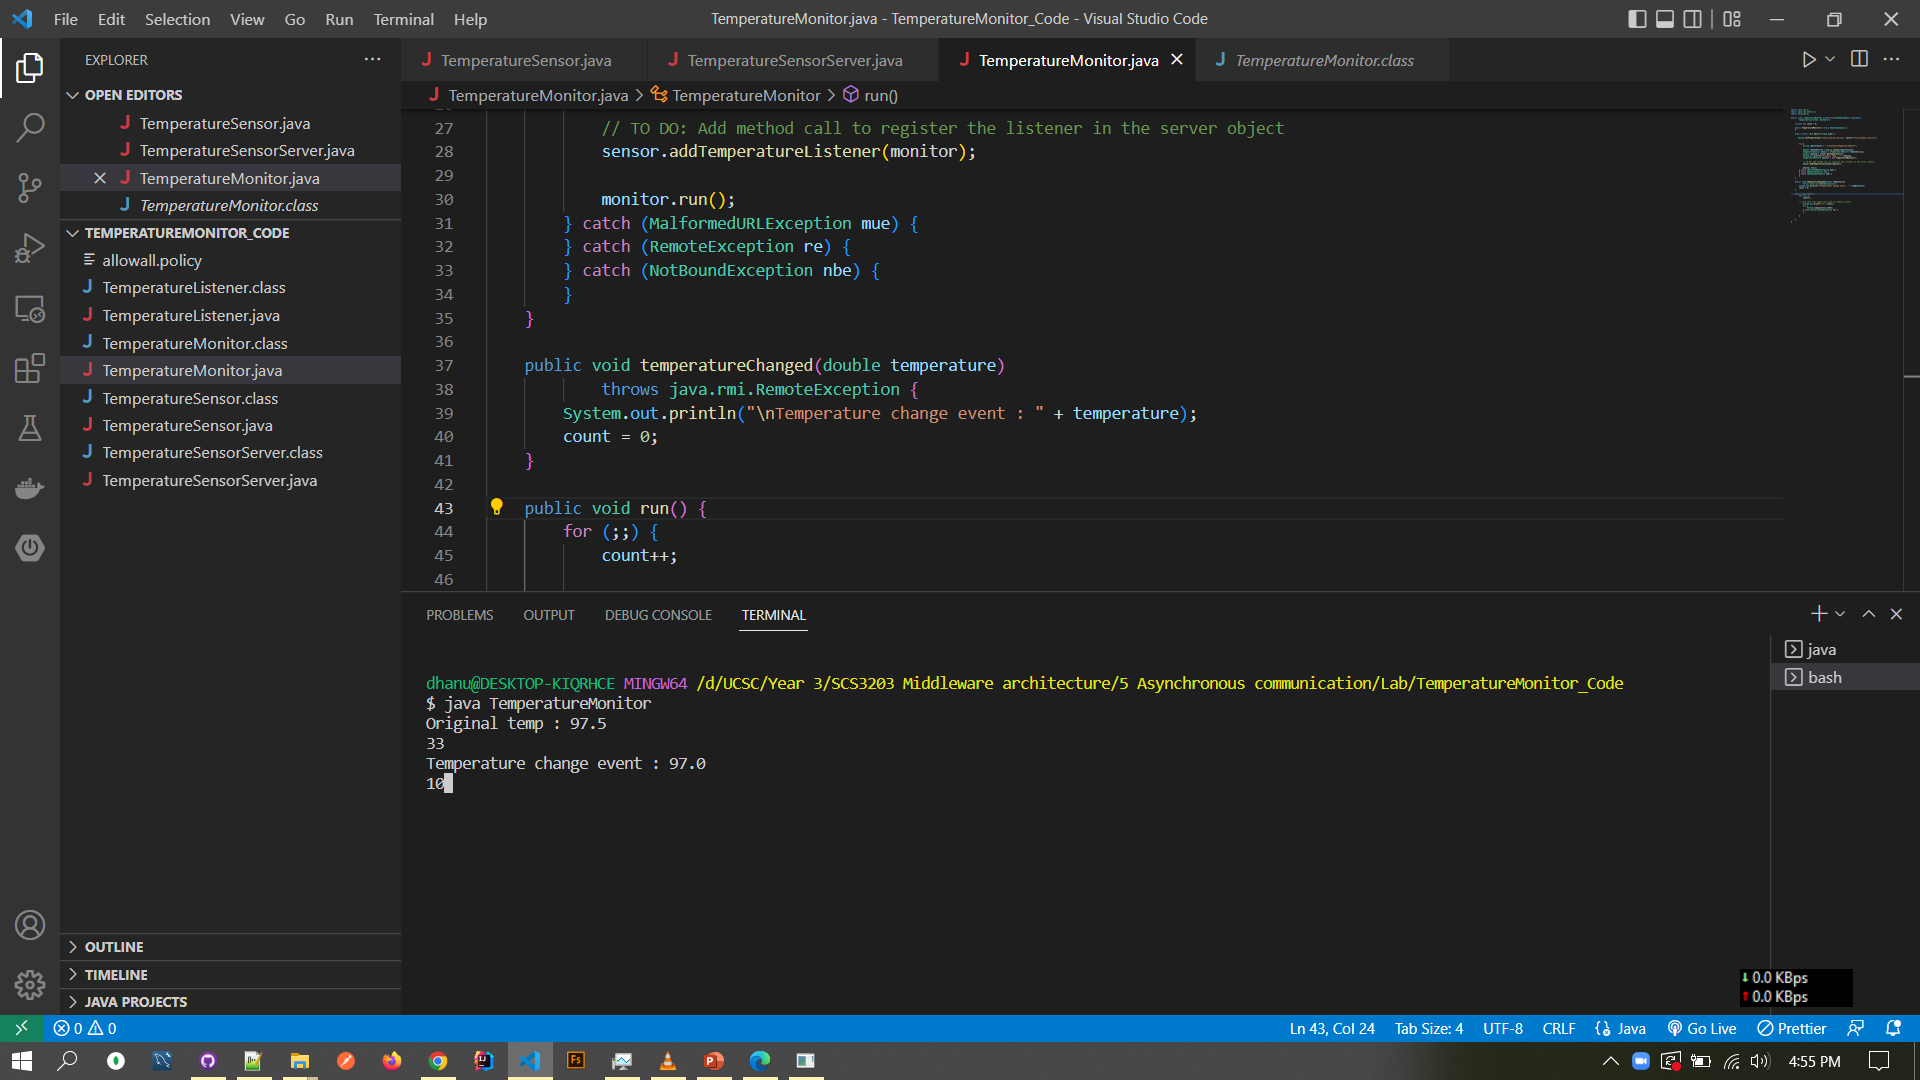 File Edit Selection View Go Run Terminal Help
TemperatureMonitor.java - TemperatureMonitor_Code - Visual Studio Code
EXPLORER
OPEN EDITORS
TemperatureSensor.java
TemperatureSensorServer.java
TemperatureMonitor.java
TemperatureMonitor.class
TEMPERATUREMONITOR_CODE
allowall.policy
TemperatureListener.class
TemperatureListener.java
TemperatureMonitor.class
TemperatureMonitor.java
TemperatureSensor.class
TemperatureSensor.java
TemperatureSensorServer.class
TemperatureSensorServer.java
OUTLINE
TIMELINE
JAVA PROJECTS
TemperatureSensor.java TemperatureSensorServer.java TemperatureMonitor.java TemperatureMonitor.class
TemperatureMonitor.java > TemperatureMonitor > run()
27 // TO DO: Add method call to register the listener in the server object
28 sensor.addTemperatureListener(monitor);
29
30 monitor.run();
31 } catch (MalformedURLException mue) {
32 } catch (RemoteException re) {
33 } catch (NotBoundException nbe) {
34 }
35 }
36
37 public void temperatureChanged(double temperature)
38 throws java.rmi.RemoteException {
39 System.out.println("\nTemperature change event : " + temperature);
40 count = 0;
41 }
42
43 public void run() {
44 for (;;) {
45 count++;
46
PROBLEMS OUTPUT DEBUG CONSOLE TERMINAL
dhanu@DESKTOP-KIQRHCE MINGW64 /d/UCSC/Year 3/SCS3203 Middleware architecture/5 Asynchronous communication/Lab/TemperatureMonitor_Code
$ java TemperatureMonitor
Original temp : 97.5
33
Temperature change event : 97.0
10
java
bash
0.0 KBps
0.0 KBps
0 0 Ln 43, Col 24 Tab Size: 4 UTF-8 CRLF Java Go Live Prettier
Fs
4:55 PM